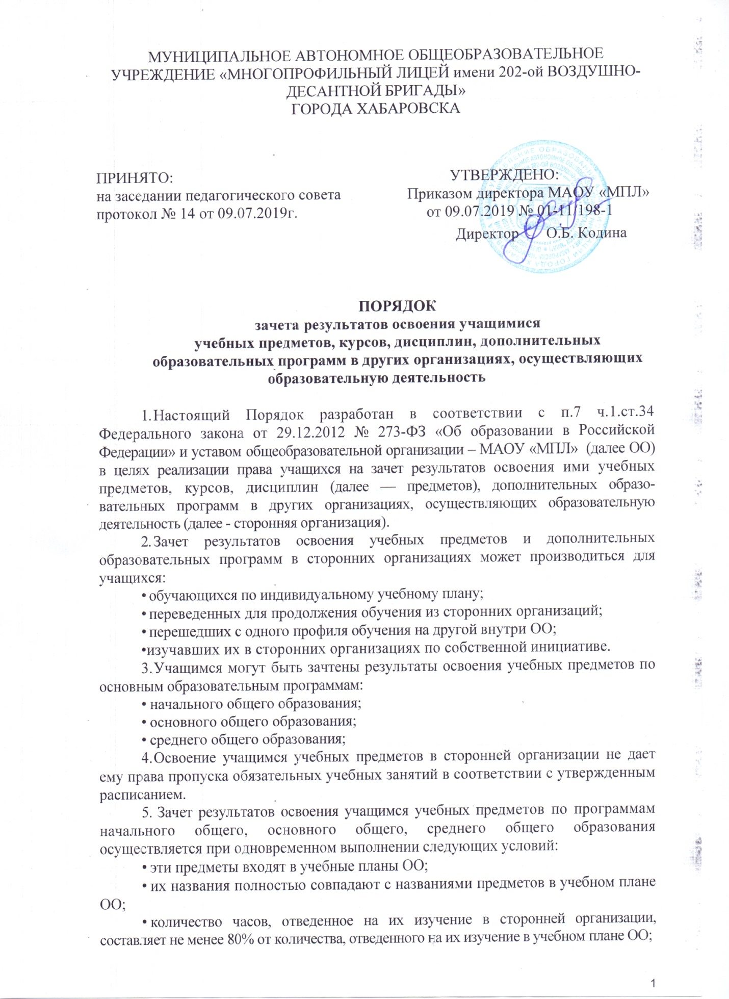 МУНИЦИПАЛЬНОЕ АВТОНОМНОЕ ОБЩЕОБРАЗОВАТЕЛЬНОЕ
УЧРЕЖДЕНИЕ «МНОГОПРОФИЛЬНЫЙ ЛИЦЕЙ имени 202-ой ВОЗДУШНО-
ДЕСАНТНОЙ БРИГАДЫ»
ГОРОДА ХАБАРОВСКА
ПРИНЯТО:
на заседании педагогического совета
протокол № 14 от 09.07.2019г.
УТВЕРЖДЕНО:
Приказом директора МАОУ «МПЛ»
от 09.07.2019 № 01-11/198-1
Директор О.Б. Кодина
ПОРЯДОК
зачета результатов освоения учащимися
учебных предметов, курсов, дисциплин, дополнительных
образовательных программ в других организациях, осуществляющих
образовательную деятельность
1.Настоящий Порядок разработан в соответствии с п.7 ч.1.ст.34
Федерального закона от 29.12.2012 № 273-ФЗ «Об образовании в Российской
Федерации» и уставом общеобразовательной организации – МАОУ «МПЛ» (далее ОО)
в целях реализации права учащихся на зачет результатов освоения ими учебных
предметов, курсов, дисциплин (далее — предметов), дополнительных образо-
вательных программ в других организациях, осуществляющих образовательную
деятельность (далее - сторонняя организация).
2.Зачет результатов освоения учебных предметов и дополнительных
образовательных программ в сторонних организациях может производиться для
учащихся:
• обучающихся по индивидуальному учебному плану;
• переведенных для продолжения обучения из сторонних организаций;
• перешедших с одного профиля обучения на другой внутри ОО;
•изучавших их в сторонних организациях по собственной инициативе.
3.Учащимся могут быть зачтены результаты освоения учебных предметов по
основным образовательным программам:
• начального общего образования;
• основного общего образования;
• среднего общего образования;
4.Освоение учащимся учебных предметов в сторонней организации не дает
ему права пропуска обязательных учебных занятий в соответствии с утвержденным
расписанием.
5. Зачет результатов освоения учащимся учебных предметов по программам
начального общего, основного общего, среднего общего образования
осуществляется при одновременном выполнении следующих условий:
• эти предметы входят в учебные планы ОО;
• их названия полностью совпадают с названиями предметов в учебном плане
ОО;
• количество часов, отведенное на их изучение в сторонней организации,
составляет не менее 80% от количества, отведенного на их изучение в учебном плане ОО;
1